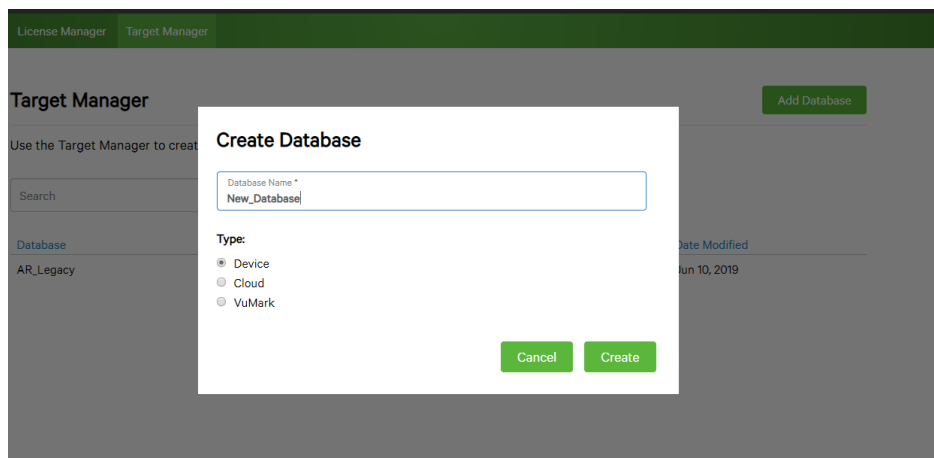 License Manager Target Manager
Target Manager
Add Database
Use the Target Manager to creat
Search
Database
Date Modified
AR_Legacy
Jun 10, 2019
Create Database
Database Name *
New_Database
Type:
Device
Cloud
VuMark
Cancel Create